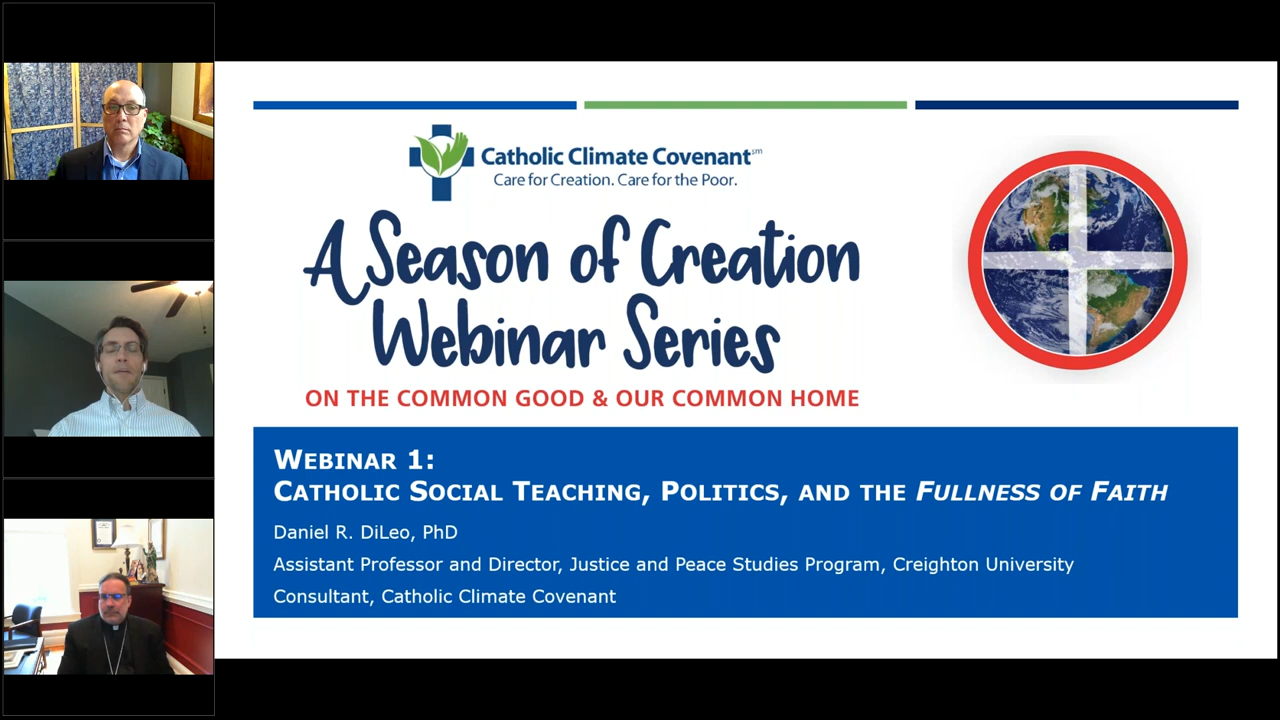 Catholic Climate Covenant℠
Care for Creation. Care for the Poor.
A Season of Creation
Webinar Series
ON THE COMMON GOOD & OUR COMMON HOME
WEBINAR 1:
CATHOLIC SOCIAL TEACHING, POLITICS, AND THE FULLNESS OF FAITH
Daniel R. DiLeo, PhD
Assistant Professor and Director, Justice and Peace Studies Program, Creighton University
Consultant, Catholic Climate Covenant